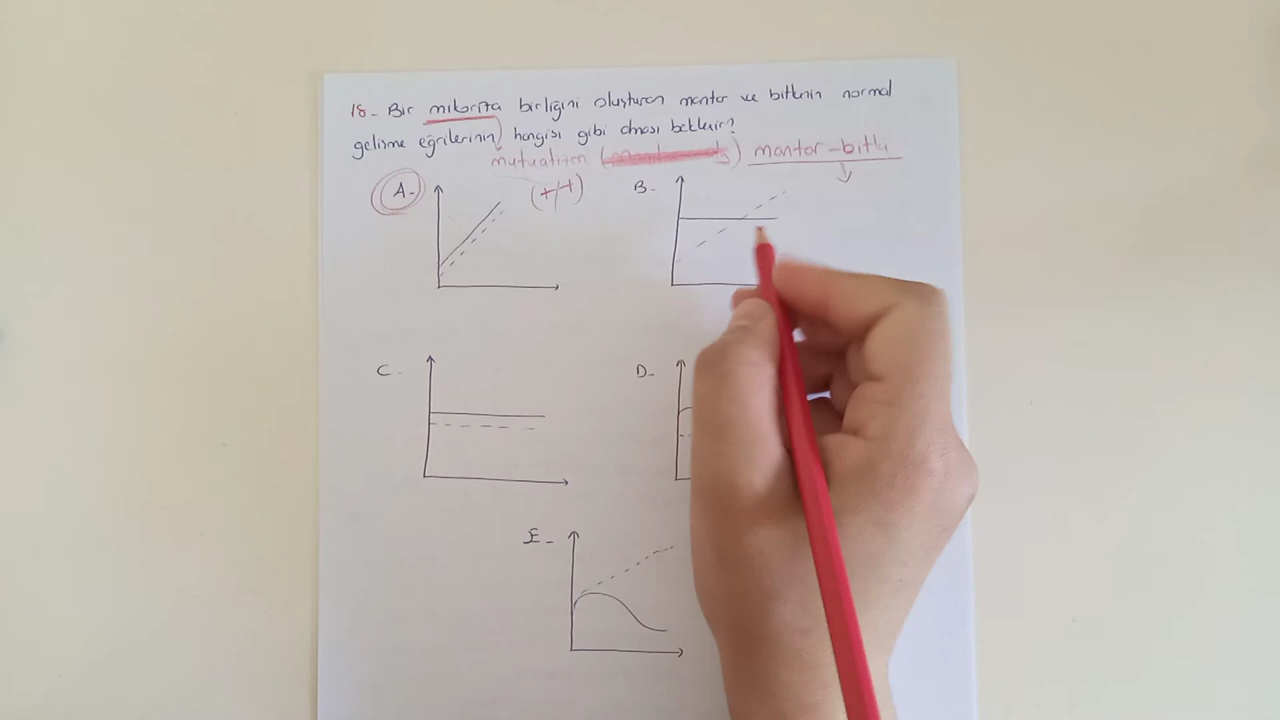 18- Bir mikoriza birliğini oluşturan mantar ve bitkinin normal
gelişme eğrilerinin hangisi gibi olması beklenir?
mutualizm ( ) mantar-bitki
A-
(+/+)
B-
C-
D-
E-